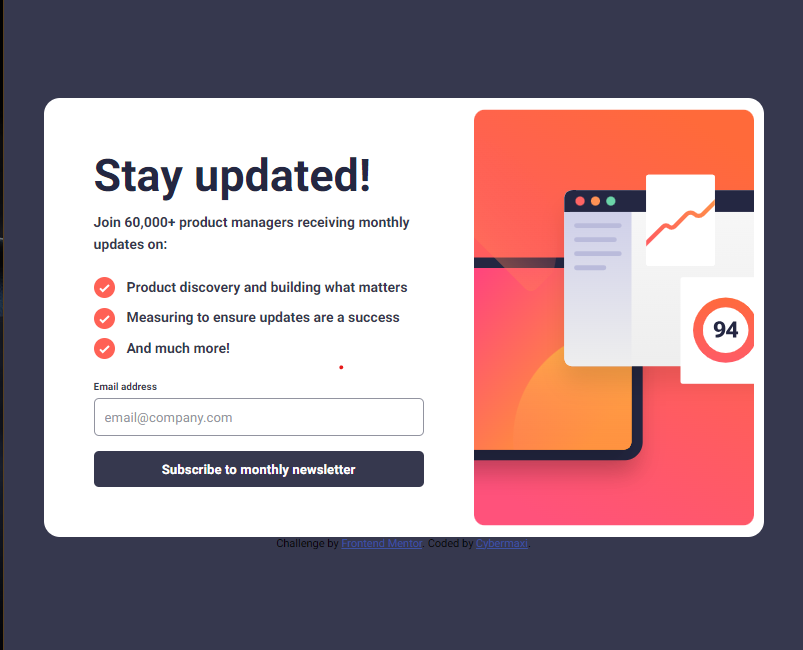 Stay updated!
Join 60,000+ product managers receiving monthly
updates on:
Product discovery and building what matters
Measuring to ensure updates are a success
And much more!
Email address
email@company.com
Subscribe to monthly newsletter
94
Challenge by Frontend Mentor. Coded by Cybermaxi.